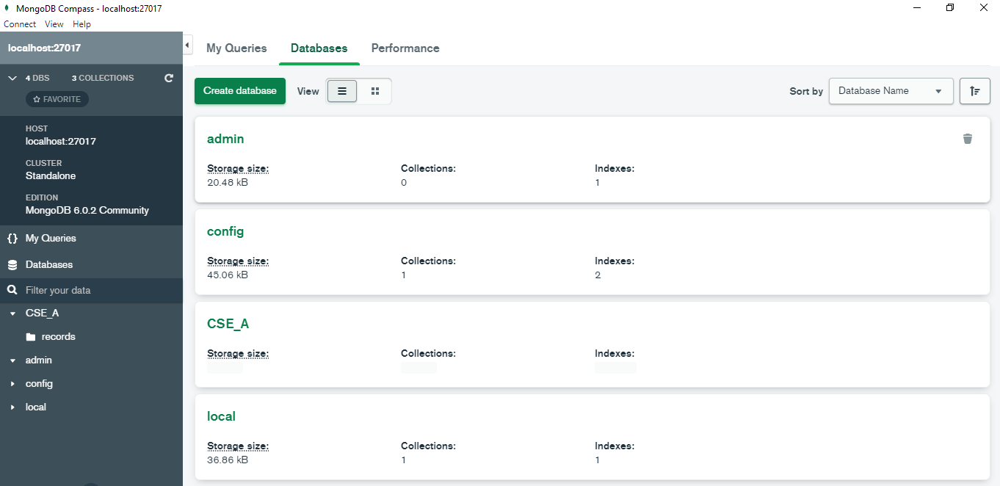 MongoDB Compass - localhost:27017
Connect View Help
localhost:27017
4 DBS 3 COLLECTIONS
FAVORITE
HOST
localhost:27017
CLUSTER
Standalone
EDITION
MongoDB 6.0.2 Community
{} My Queries
Databases
Filter your data
CSE_A
records
admin
config
local
My Queries Databases Performance
Create database View Sort by Database Name
admin
Storage size: Collections: Indexes:
20.48 kB 0 1
config
Storage size: Collections: Indexes:
45.06 kB 1 2
CSE_A
Storage size: Collections: Indexes:
local
Storage size: Collections: Indexes:
36.86 kB 1 1